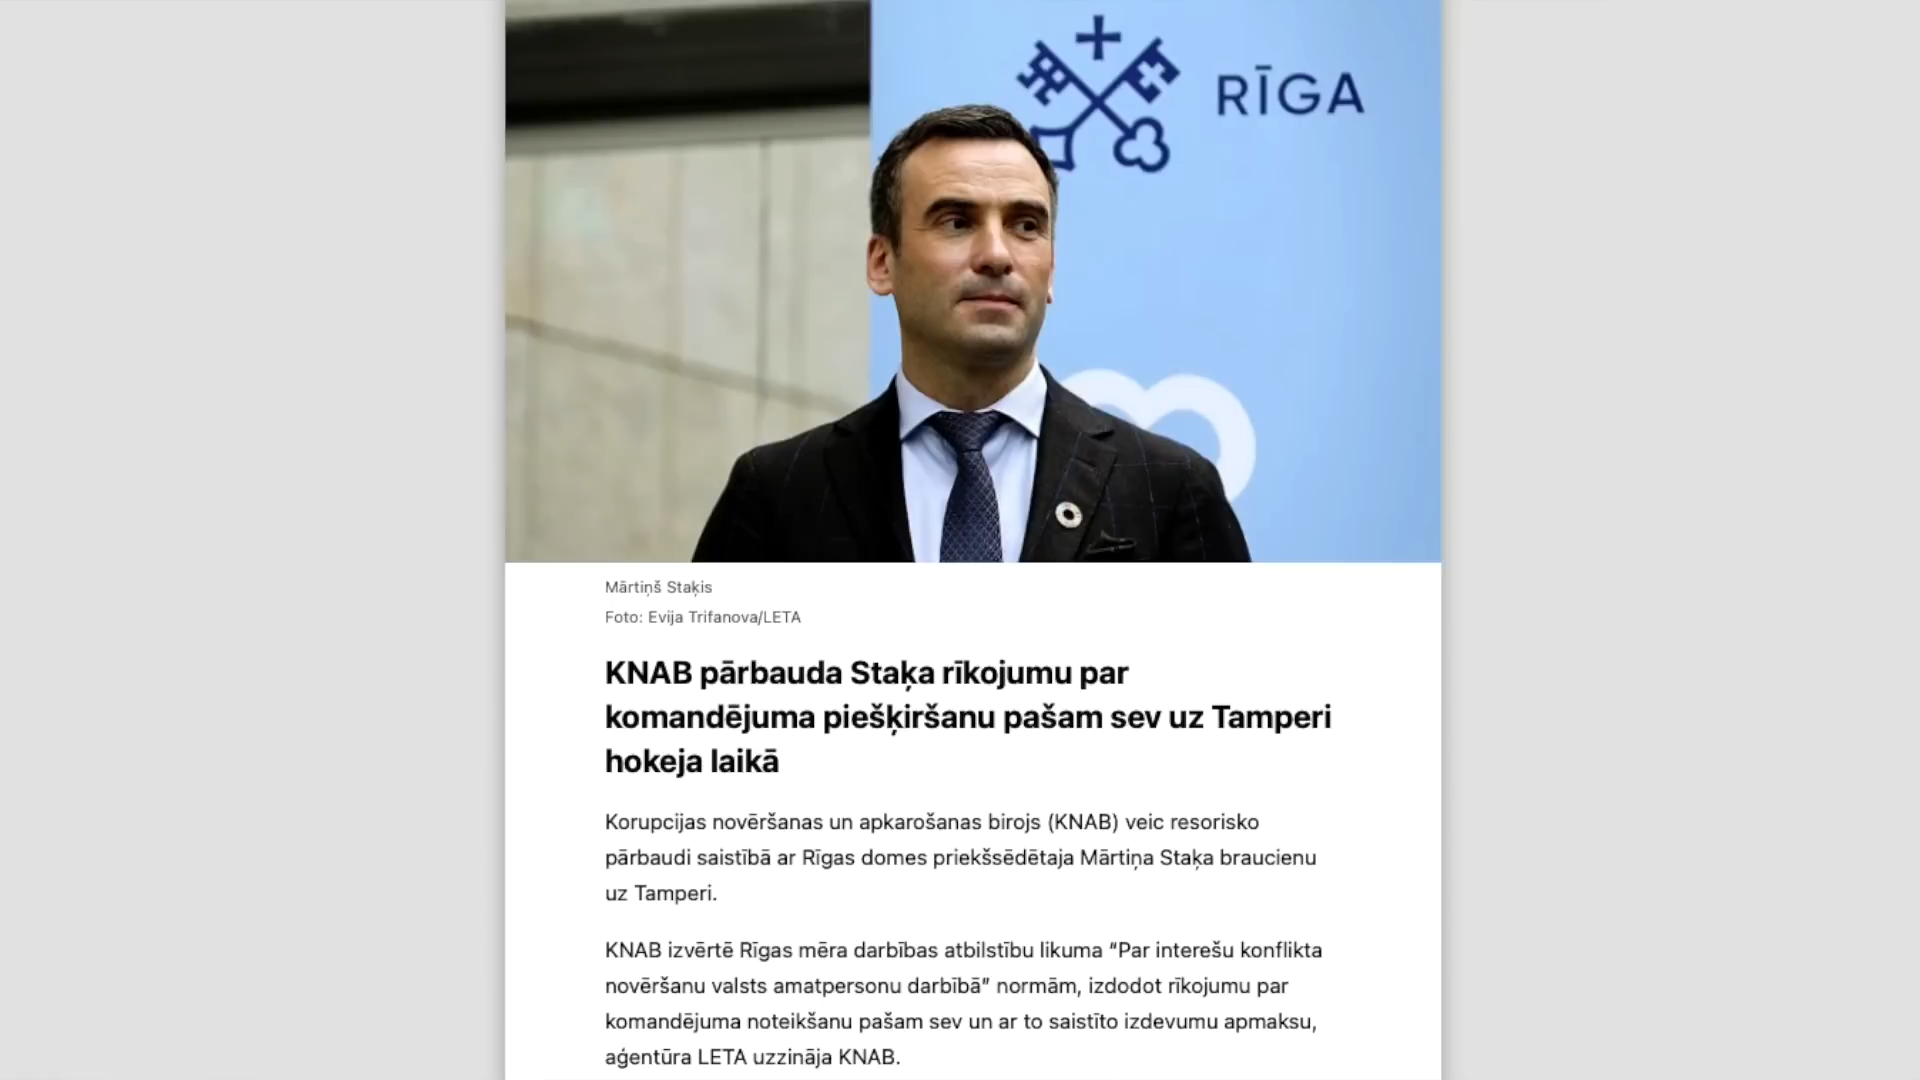 RĪGA
Mārtiņš Staķis
Foto: Evija Trifanova/LETA
KNAB pārbauda Staķa rīkojumu par
komandējuma piešķiršanu pašam sev uz Tamperi
hokeja laikā
Korupcijas novēršanas un apkarošanas birojs (KNAB) veic resorisko
pārbaudi saistībā ar Rīgas domes priekšsēdētaja Mārtiņa Staķa braucienu
uz Tamperi.
KNAB izvērtē Rīgas mēra darbības atbilstību likuma “Par interešu konflikta
novēršanu valsts amatpersonu darbībā” normām, izdodot rīkojumu par
komandējuma noteikšanu pašam sev un ar to saistīto izdevumu apmaksu,
aģentūra LETA uzzināja KNAB.